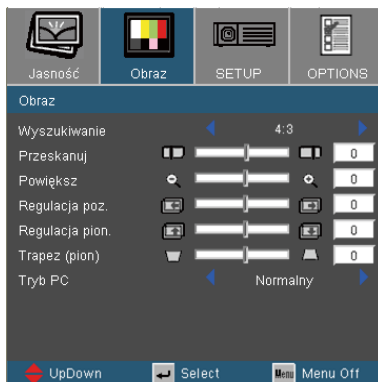 Jasność Obraz SETUP OPTIONS
Obraz
Wyszukiwanie 4:3
Przeskanuj 0
Powiększ 0
Regulacja poz. 0
Regulacja pion. 0
Trapez (pion) 0
Tryb PC Normalny
UpDown Select Menu Menu Off